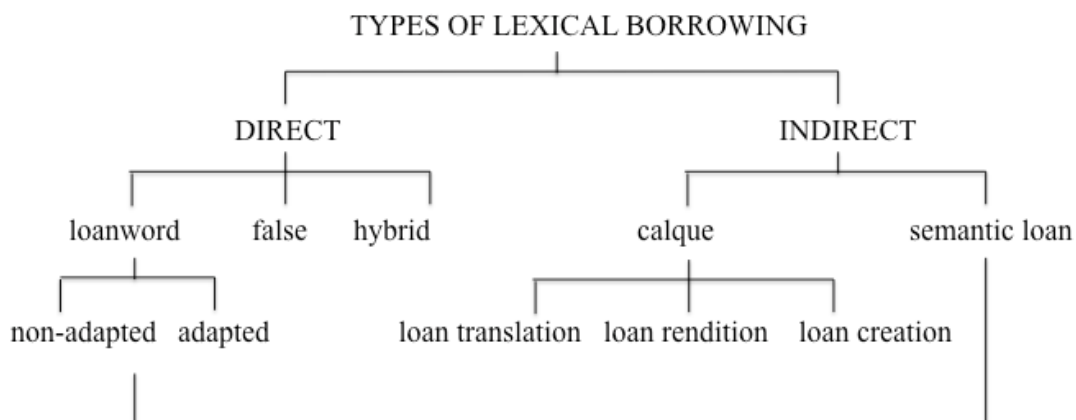 TYPES OF LEXICAL BORROWING
DIRECT INDIRECT
loanword false hybrid calque semantic loan
non-adapted adapted loan translation loan rendition loan creation